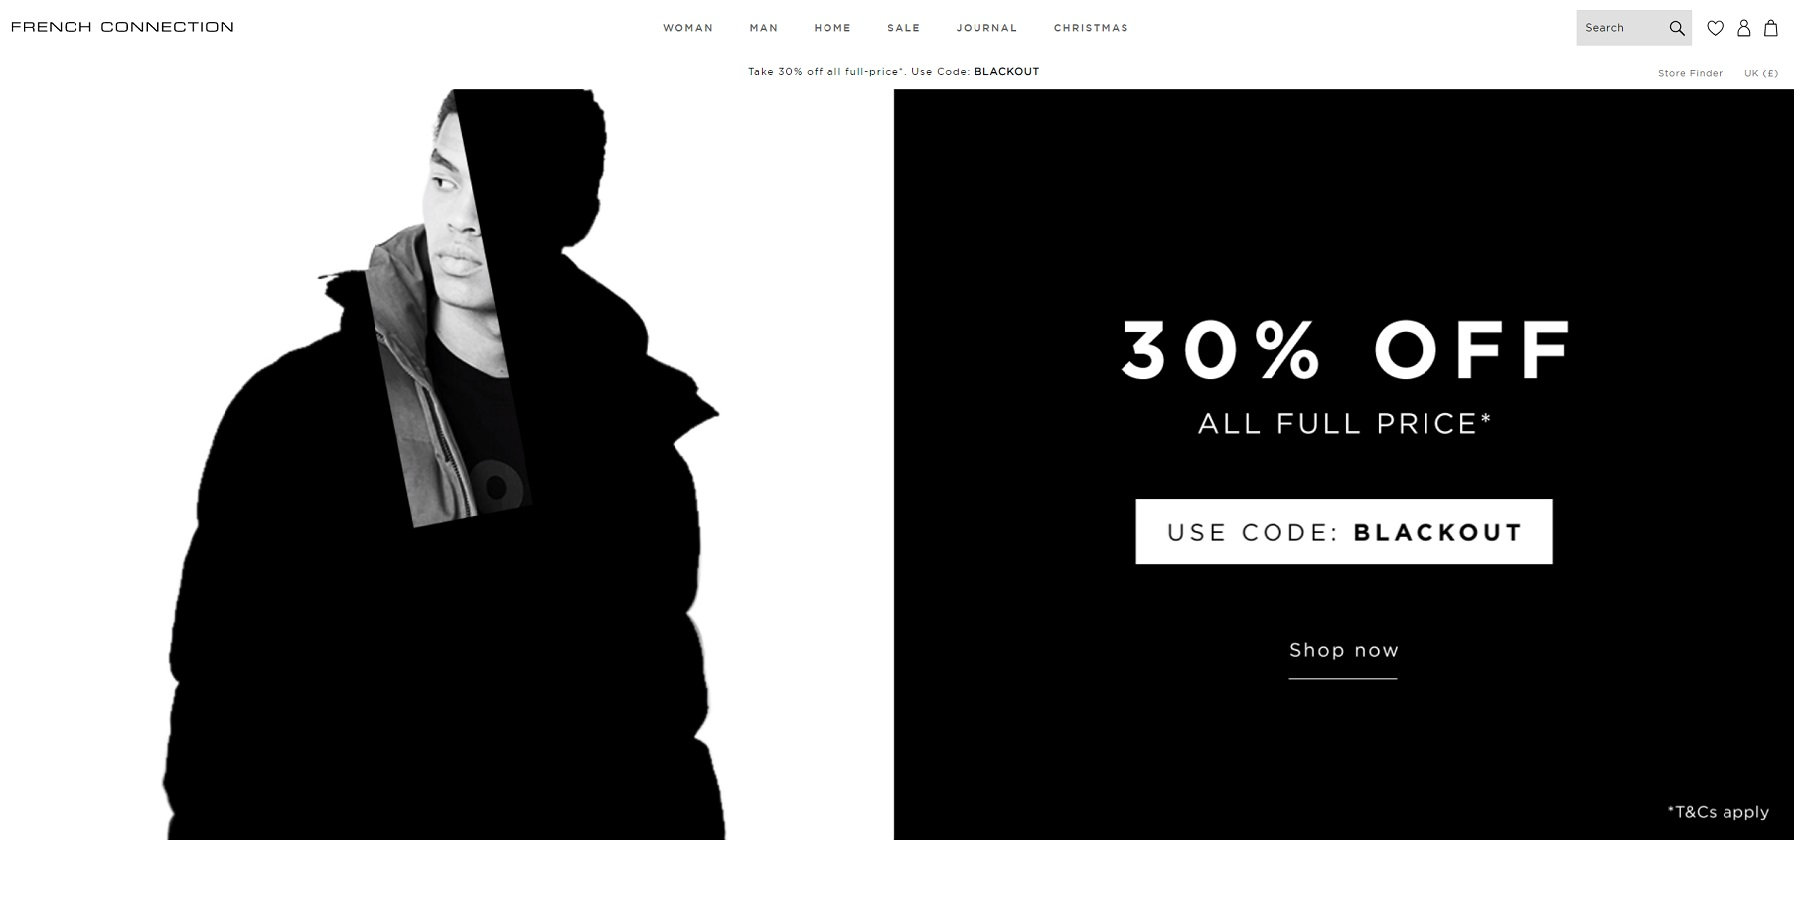 FRENCH CONNECTION
WOMAN MAN HOME SALE JOURNAL CHRISTMAS
Search
Take 30% off all full-price*. Use Code: BLACKOUT
Store Finder UK (£)
30% OFF
ALL FULL PRICE*
USE CODE: BLACKOUT
Shop now
*T&Cs apply